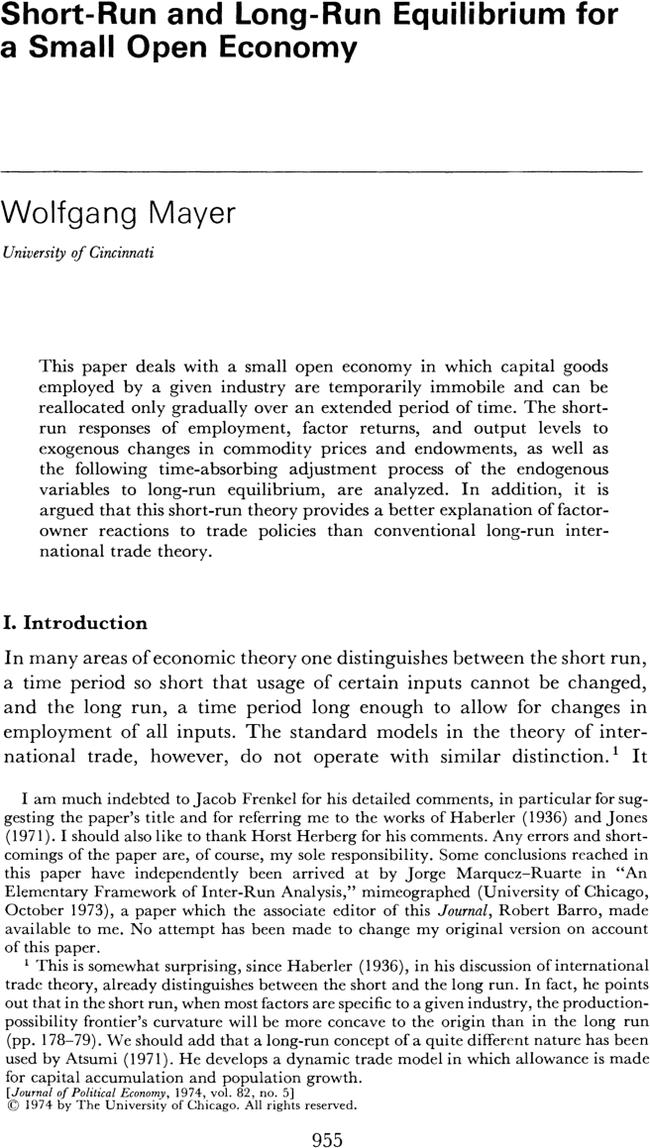 Short-Run and Long-Run Equilibrium for
a Small Open Economy
Wolfgang Mayer
University of Cincinnati
This paper deals with a small open economy in which capital goods
employed by a given industry are temporarily immobile and can be
reallocated only gradually over an extended period of time. The short-
run responses of employment, factor returns, and output levels to
exogenous changes in commodity prices and endowments, as well as
the following time-absorbing adjustment process of the endogenous
variables to long-run equilibrium, are analyzed. In addition, it is
argued that this short-run theory provides a better explanation of factor-
owner reactions to trade policies than conventional long-run inter-
national trade theory.
I. Introduction
In many areas of economic theory one distinguishes between the short run,
a time period so short that usage of certain inputs cannot be changed,
and the long run, a time period long enough to allow for changes in
employment of all inputs. The standard models in the theory of inter-
national trade, however, do not operate with similar distinction.¹ It
I am much indebted to Jacob Frenkel for his detailed comments, in particular for sug-
gesting the paper's title and for referring me to the works of Haberler (1936) and Jones
(1971). I should also like to thank Horst Herberg for his comments. Any errors and short-
comings of the paper are, of course, my sole responsibility. Some conclusions reached in
this paper have independently been arrived at by Jorge Marquez–Ruarte in “An
Elementary Framework of Inter-Run Analysis,” mimeographed (University of Chicago,
October 1973), a paper which the associate editor of this Journal, Robert Barro, made
available to me. No attempt has been made to change my original version on account
of this paper.
¹ This is somewhat surprising, since Haberler (1936), in his discussion of international
trade theory, already distinguishes between the short and the long run. In fact, he points
out that in the short run, when most factors are specific to a given industry, the production-
possibility frontier's curvature will be more concave to the origin than in the long run
(pp. 178–79). We should add that a long-run concept of a quite different nature has been
used by Atsumi (1971). He develops a dynamic trade model in which allowance is made
for capital accumulation and population growth.
[Journal of Political Economy, 1974, vol. 82, no. 5]
© 1974 by The University of Chicago. All rights reserved.
955